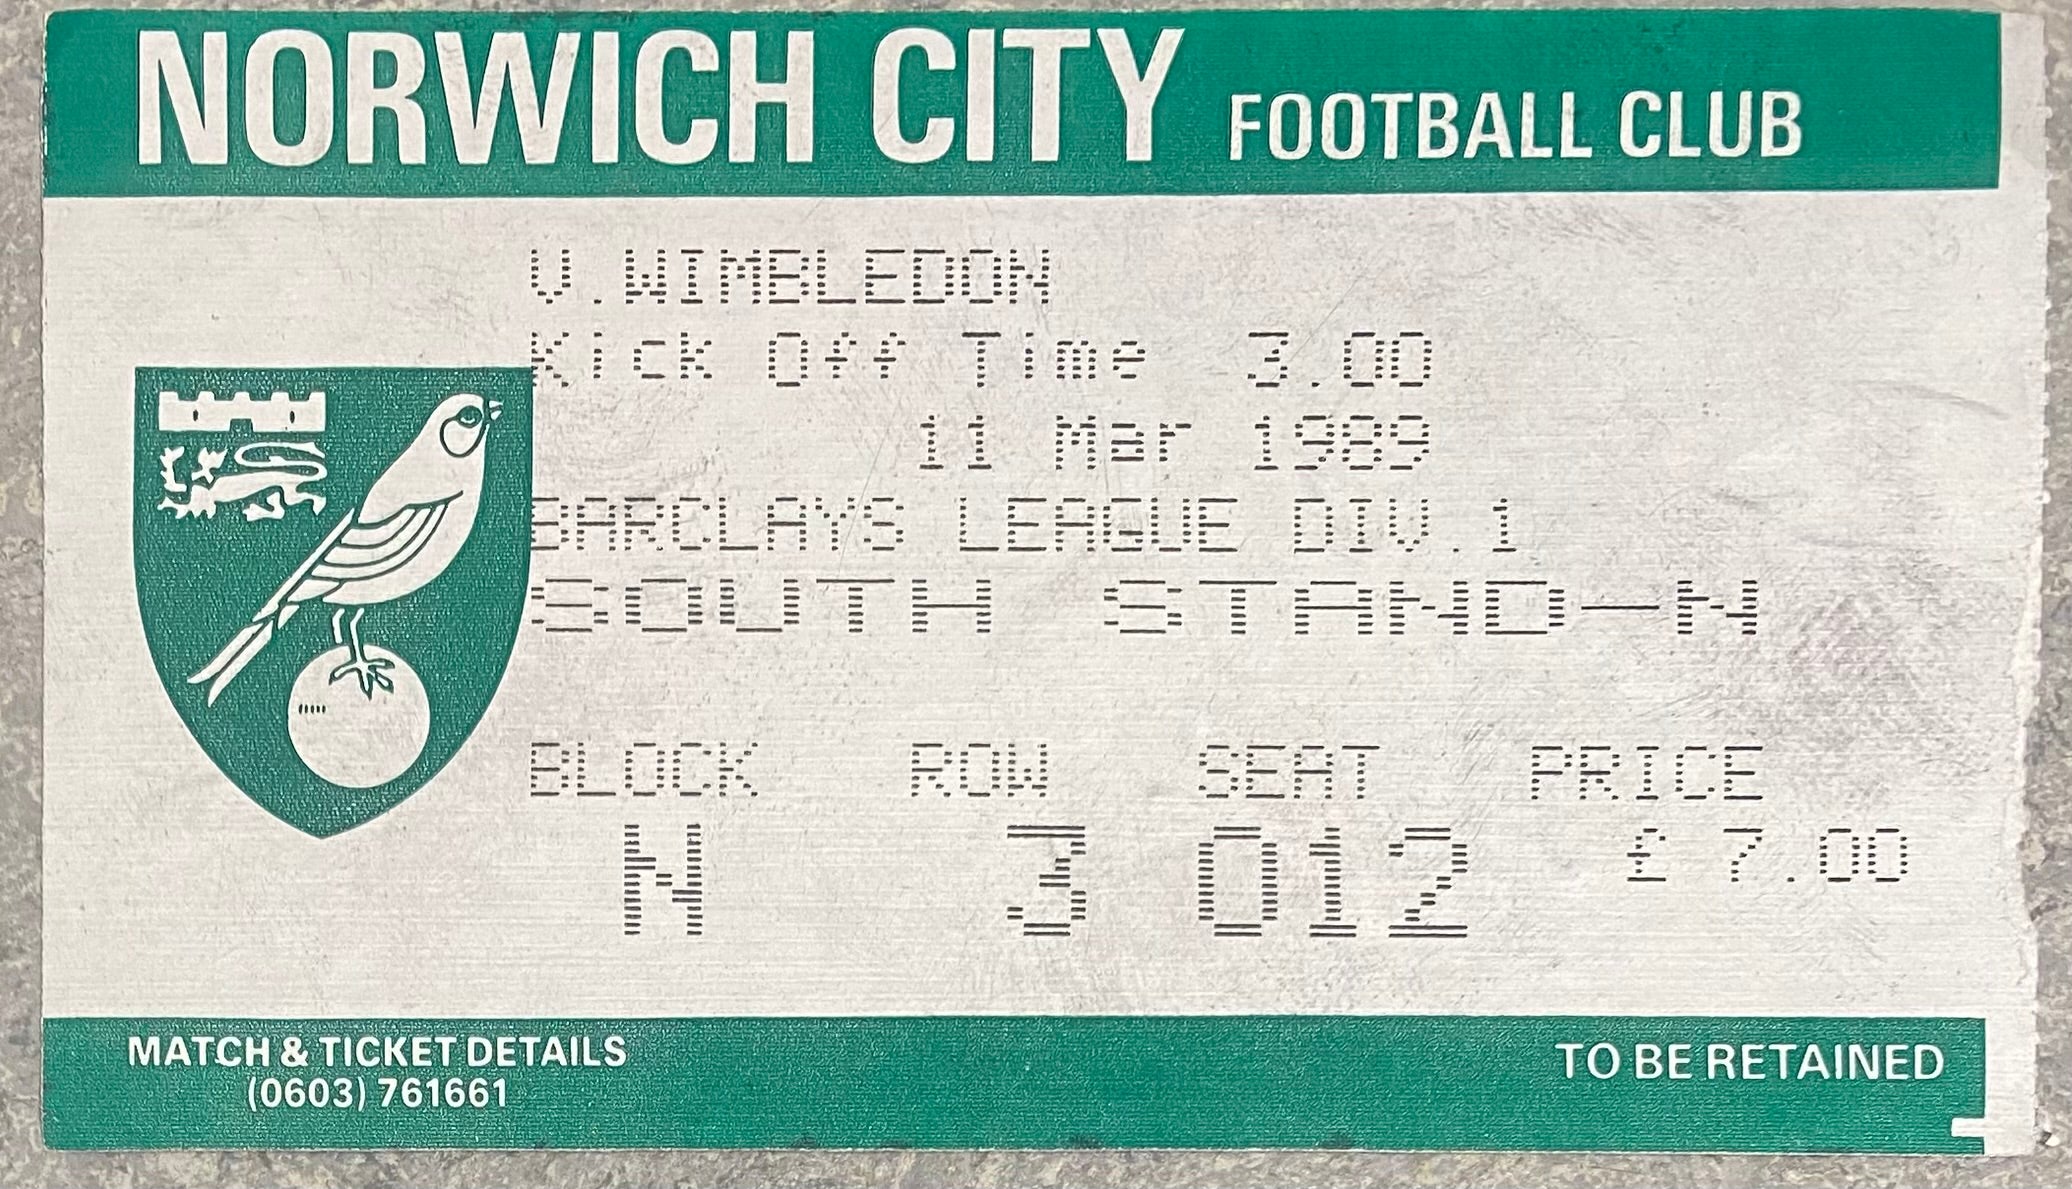 NORWICH CITY FOOTBALL CLUB
V.WIMBLEDON
Kick Off Time 3.00
11 Mar 1989
BARCLAYS LEAGUE DIV.1
SOUTH STAND-N
BLOCK ROW SEAT PRICE
N 3 012 £ 7.00
MATCH & TICKET DETAILS
(0603) 761661
TO BE RETAINED